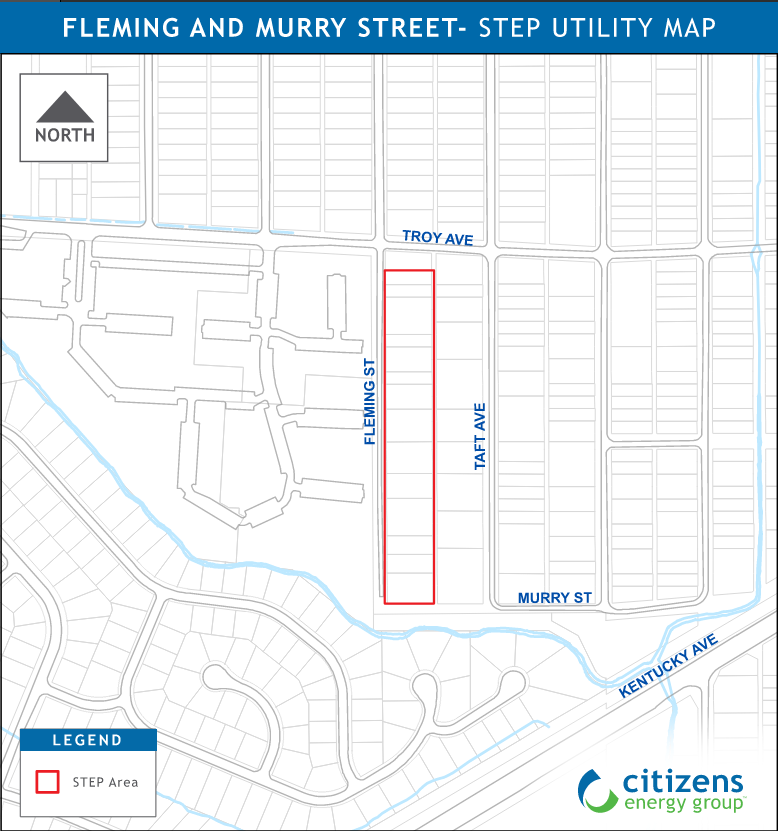 FLEMING AND MURRY STREET- STEP UTILITY MAP
NORTH
TROY AVE
FLEMING ST
TAFT AVE
MURRY ST
KENTUCKY AVE
LEGEND
STEP Area
citizens
energy group™